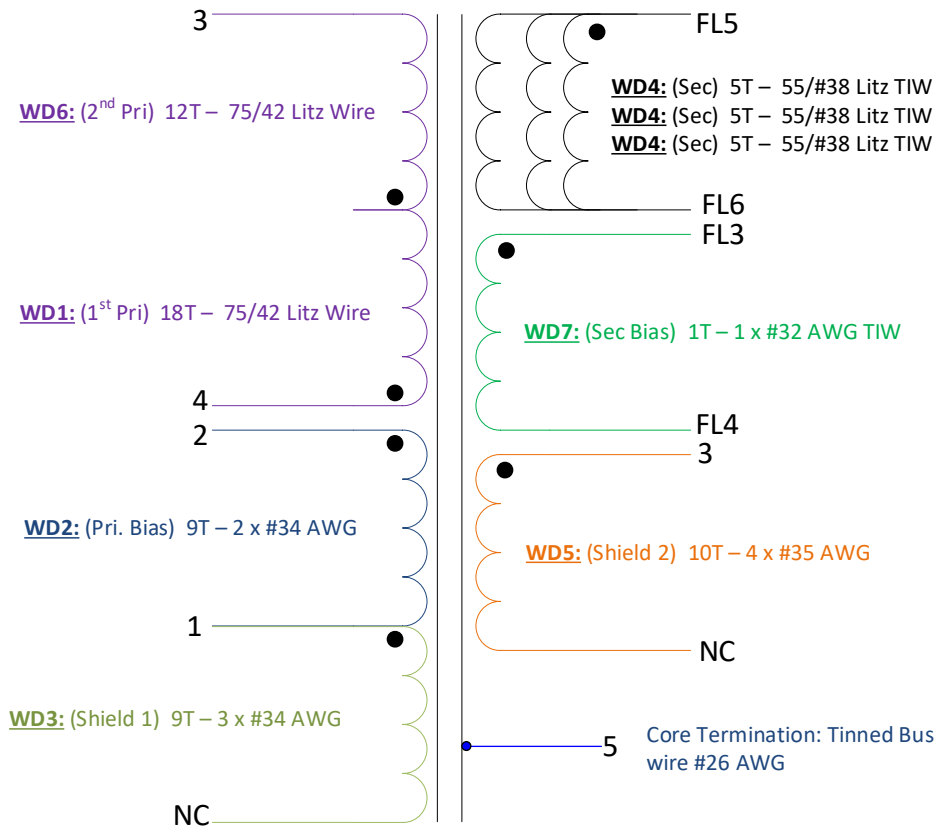 3
WD6: (2nd Pri) 12T – 75/42 Litz Wire
WD1: (1st Pri) 18T – 75/42 Litz Wire
4
2
WD2: (Pri. Bias) 9T – 2 x #34 AWG
1
WD3: (Shield 1) 9T – 3 x #34 AWG
NC
FL5
WD4: (Sec) 5T – 55/#38 Litz TIW
WD4: (Sec) 5T – 55/#38 Litz TIW
WD4: (Sec) 5T – 55/#38 Litz TIW
FL6
FL3
WD7: (Sec Bias) 1T – 1 x #32 AWG TIW
FL4
3
WD5: (Shield 2) 10T – 4 x #35 AWG
NC
5
Core Termination: Tinned Bus
wire #26 AWG